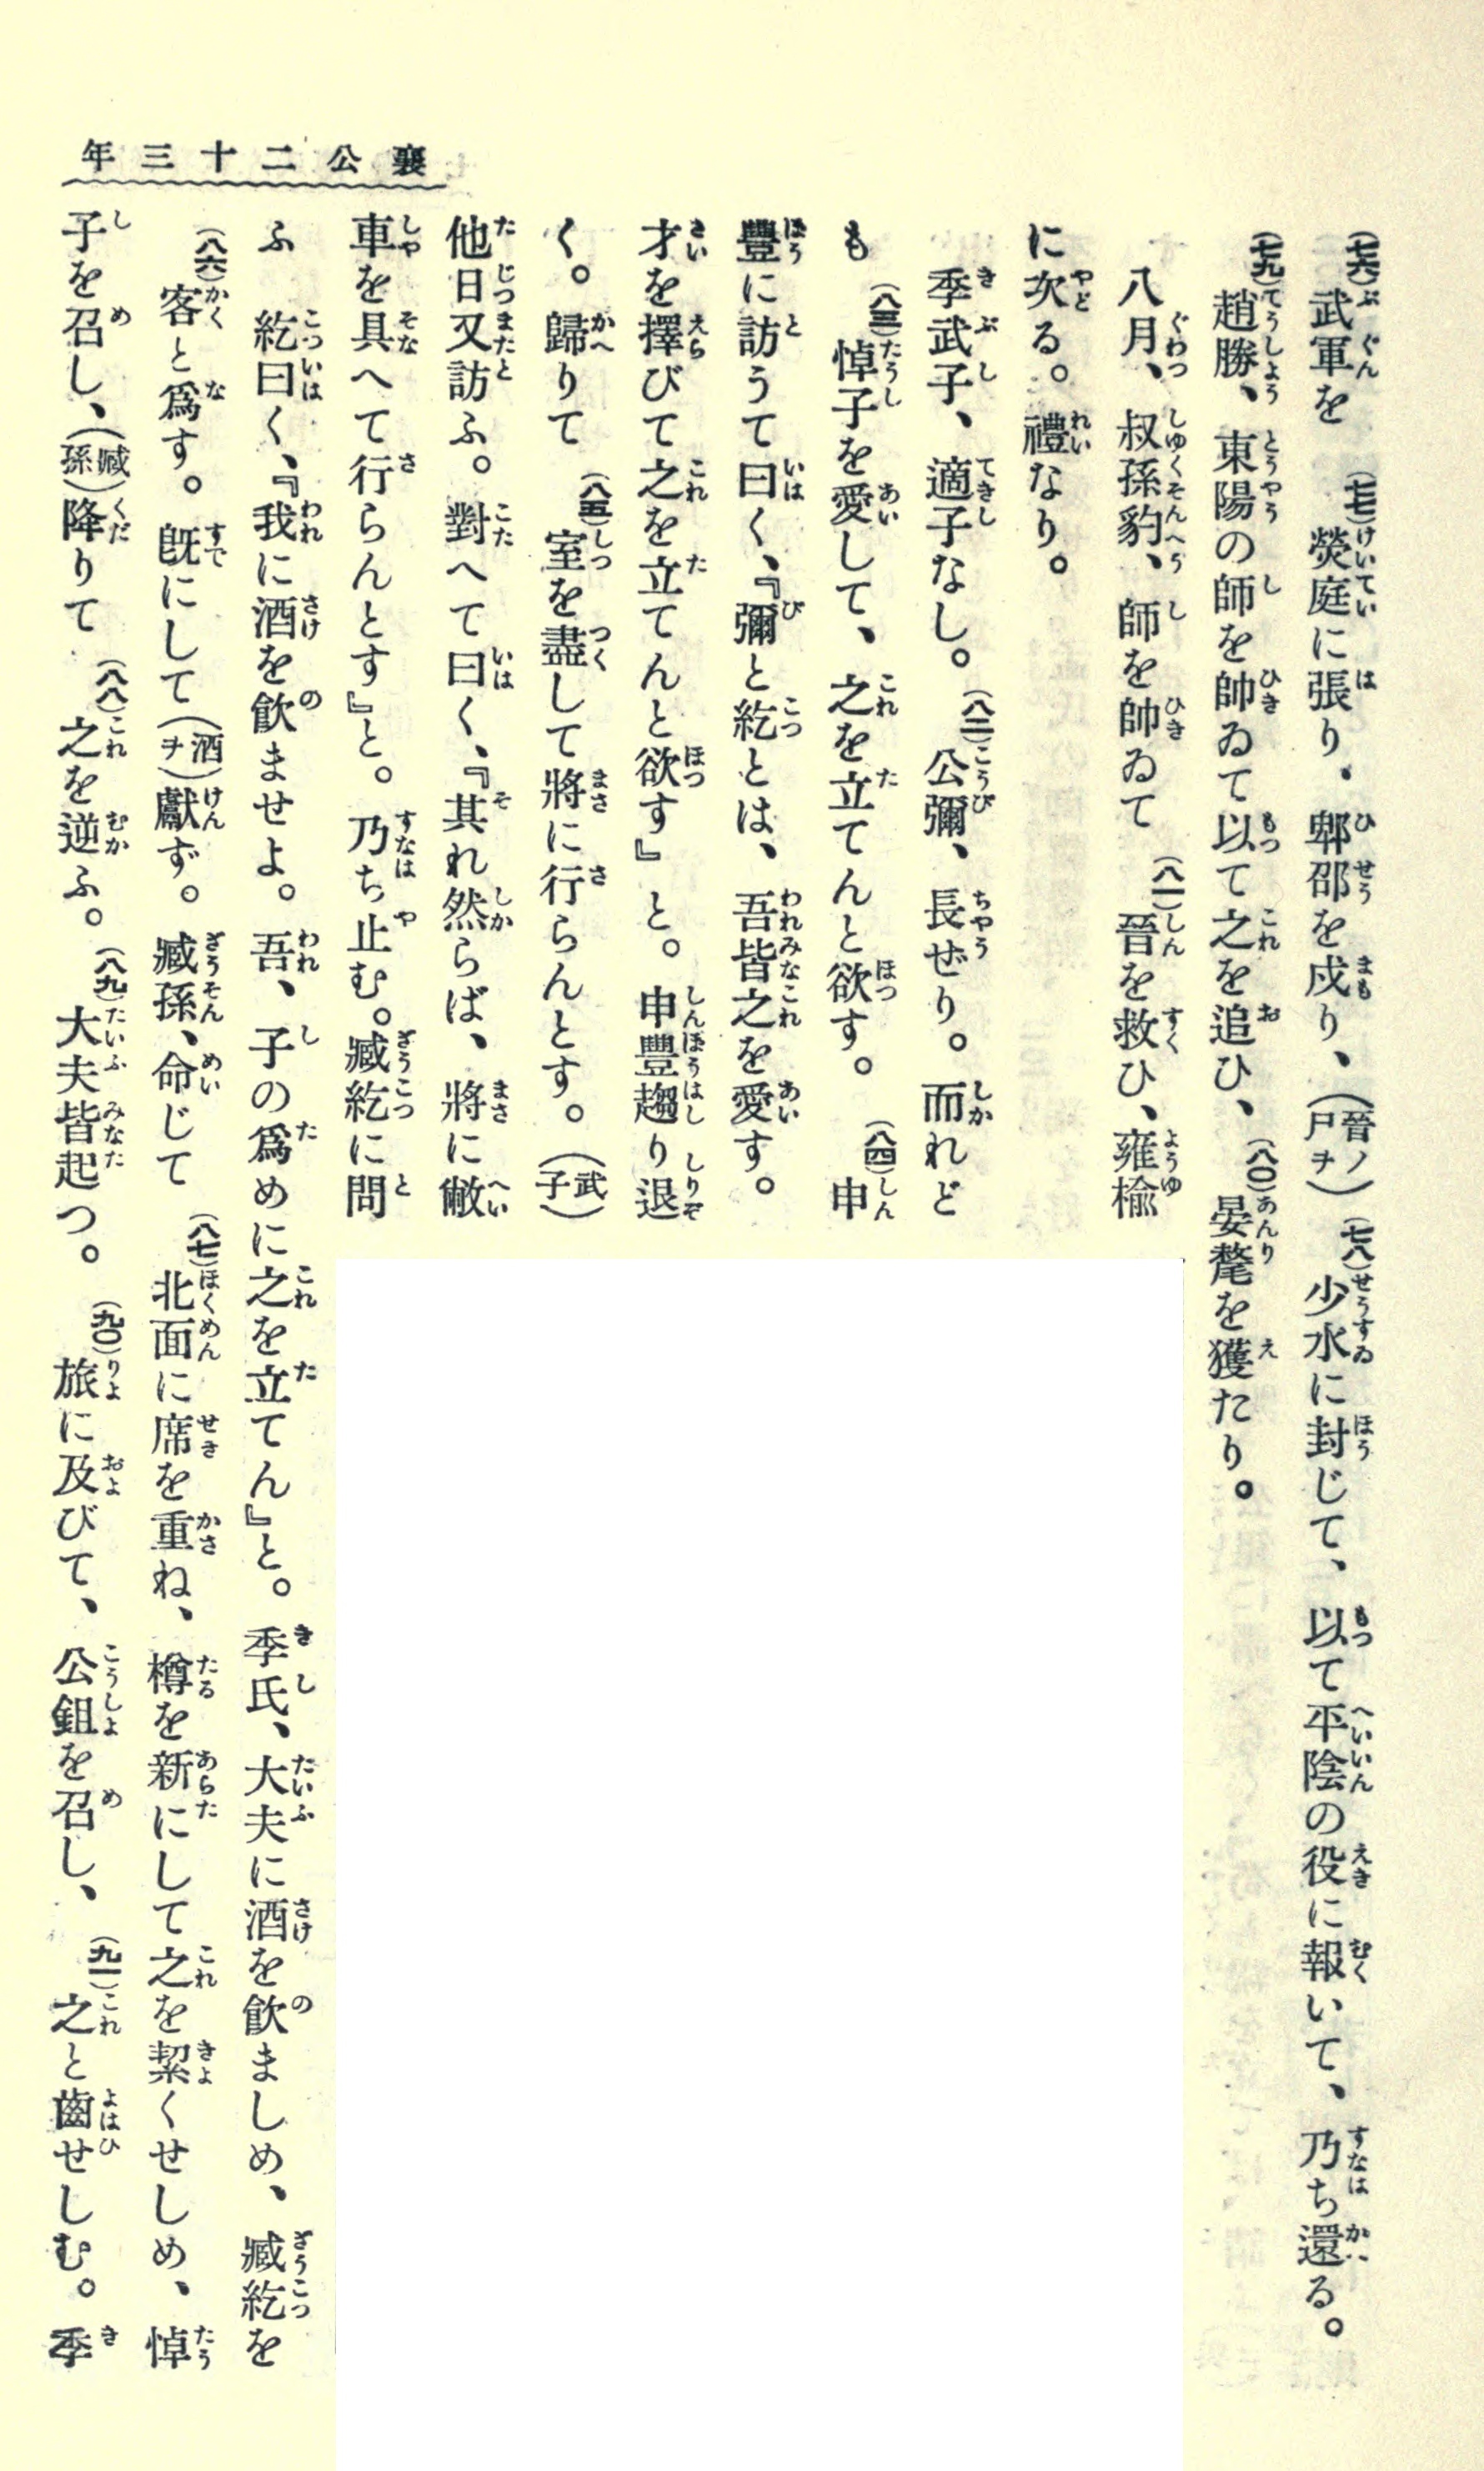 襄公二十三年
(七六)武軍を(七七)熒庭に張り、郫邵を戍り、(晉ノ尸ヲ)(七八)少水に封じて、以て平陰の役に報いて、乃ち還る。
(七九)趙勝、東陽の師を帥ゐて以て之を追ひ、(八〇)晏氂を獲たり。
八月、叔孫豹、師を帥ゐて(八一)晉を救ひ、雍楡
に次る。禮なり。
季武子、適子なし。(八二)公彌、長ぜり。而れど
も(八三)悼子を愛して、之を立てんと欲す。(八四)申
豐に訪うて曰く、『彌と紇とは、吾皆之を愛す。
才を擇びて之を立てんと欲す』と。申豐趨り退
く。歸りて(八五)室を盡して將に行らんとす。(武子)
他日又訪ふ。對へて曰く、『其れ然らば、將に敝
車を具へて行らんとす』と。乃ち止む。臧紇に問
ふ 紇曰く、『我に酒を飮ませよ。吾、子の爲めに之を立てん』と。季氏、大夫に酒を飮ましめ、臧紇を
(八六)客と爲す。旣にして(酒ヲ)獻ず。臧孫、命じて(八七)北面に席を重ね、樽を新にして之を絜くせしめ、悼
子を召し、(臧孫)降りて(八八)之を逆ふ。(八九)大夫皆起つ。(九〇)旅に及びて、公鉏を召し、(九一)之と齒せしむ。季